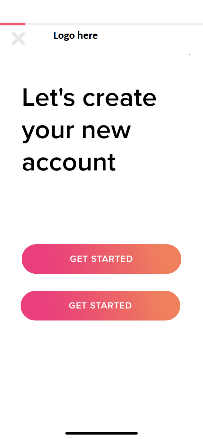 Logo here
Let's create
your new
account
GET STARTED
GET STARTED